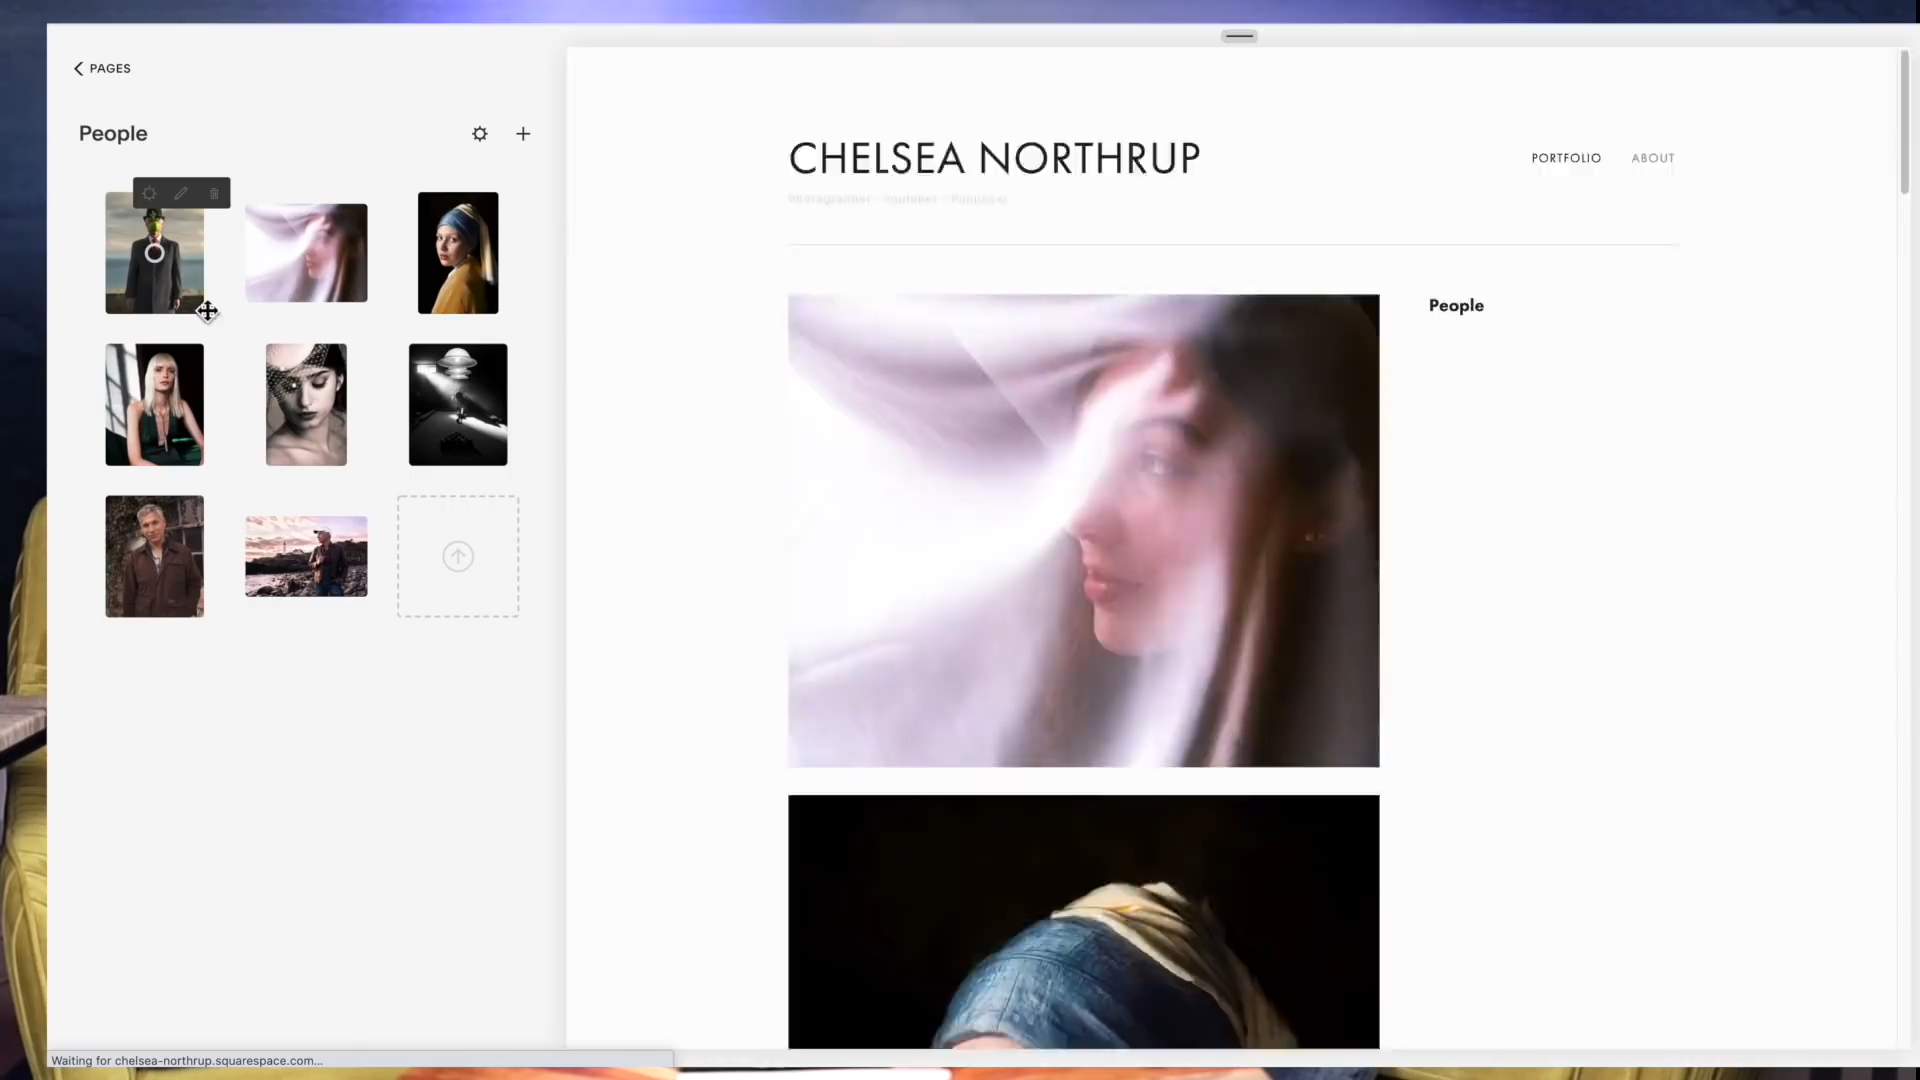 PAGES
People
CHELSEA NORTHRUP
PORTFOLIO ABOUT
People
Waiting for chelsea-northrup.squarespace.com...